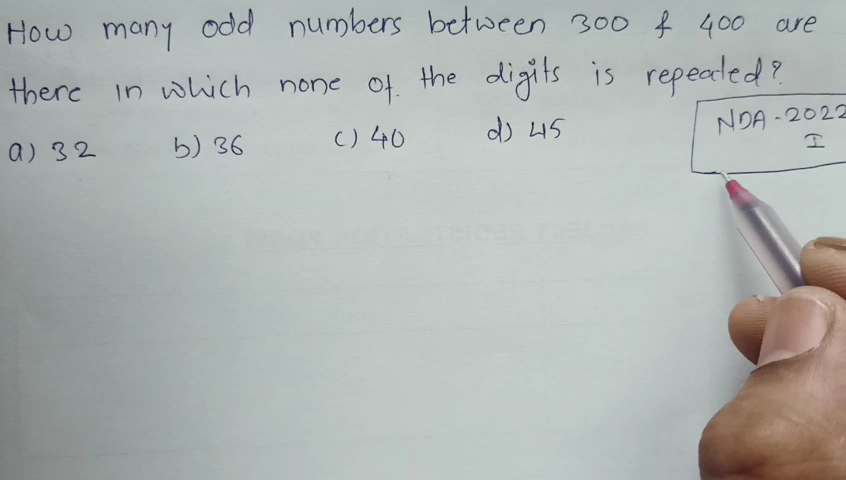 How many odd numbers between 300 & 400 are
there in which none of the digits is repeated?
a) 32 b) 36 c) 40 d) 45
NDA - 2022
I